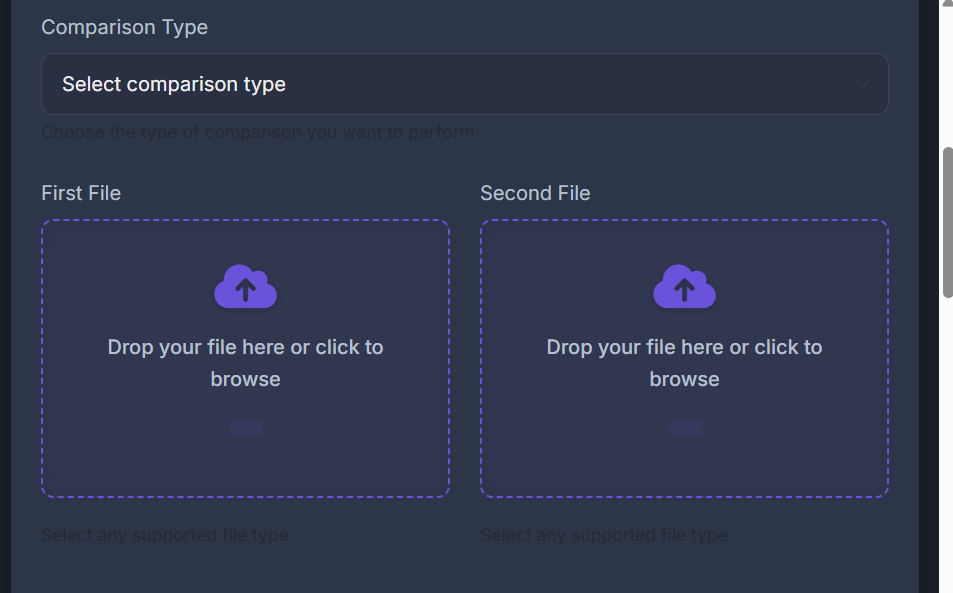 Comparison Type
Select comparison type
Choose the type of comparison you want to perform
First File
Second File
Drop your file here or click to
browse
Drop your file here or click to
browse
Select any supported file type
Select any supported file type